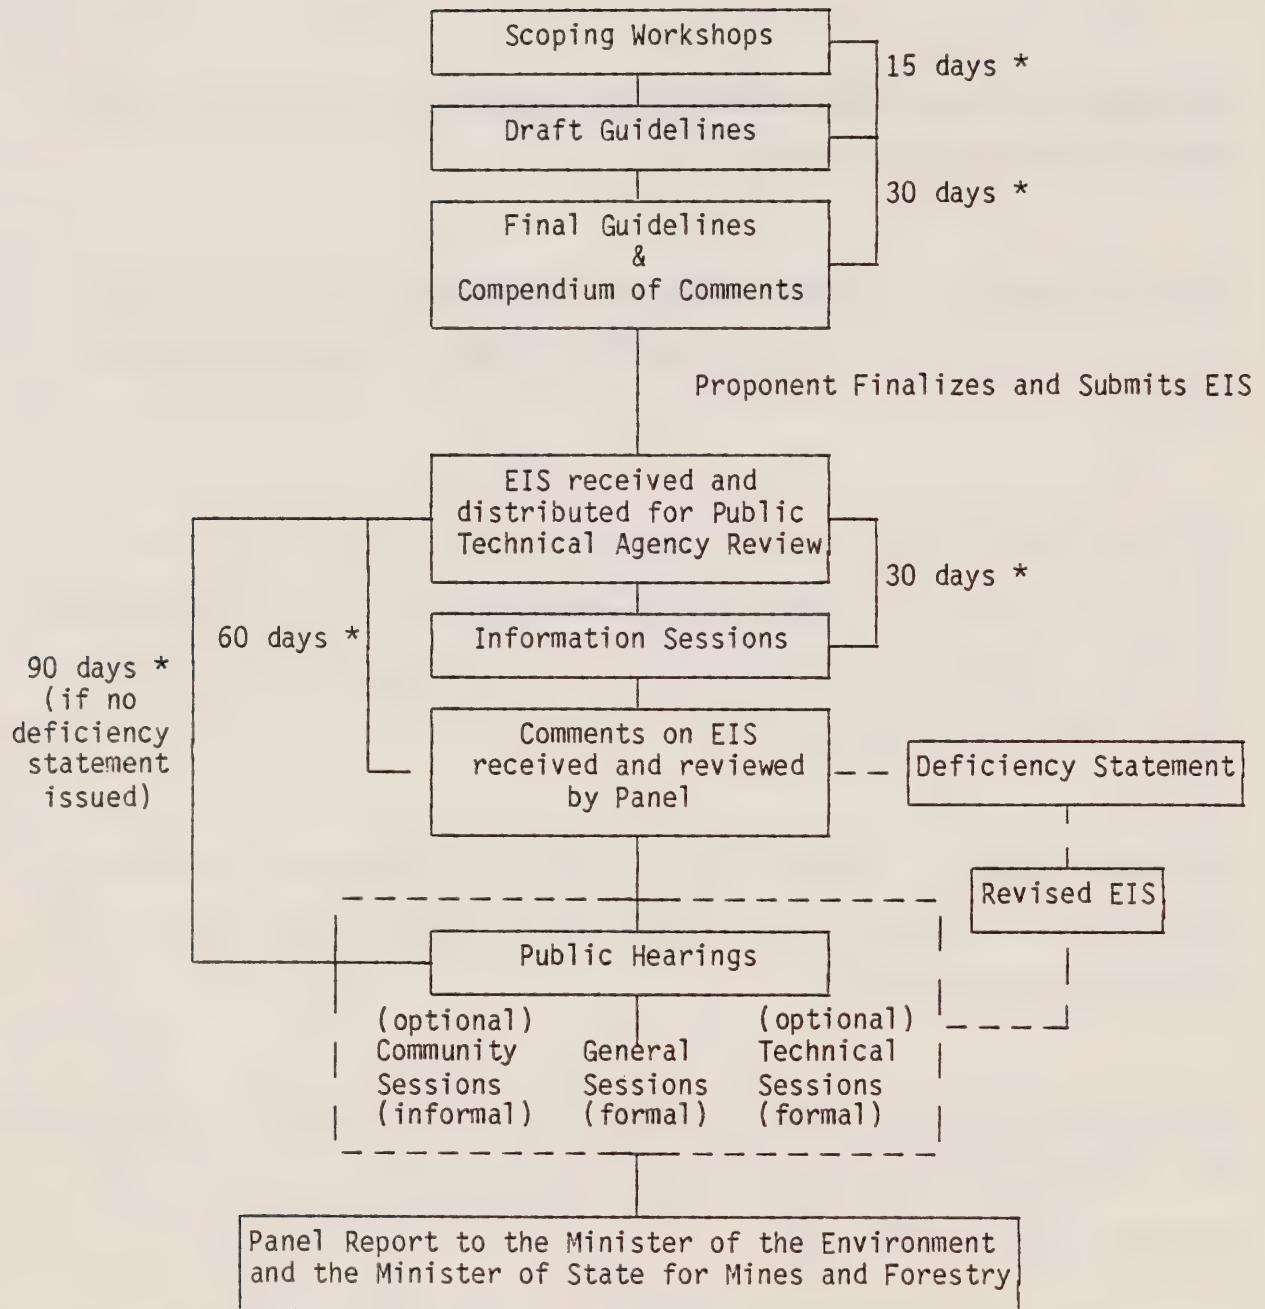 Scoping Workshops
15 days *
Draft Guidelines
30 days *
Final Guidelines
&
Compendium of Comments
Proponent Finalizes and Submits EIS
EIS received and
distributed for Public
Technical Agency Review
30 days *
Information Sessions
60 days *
90 days *
(if no
deficiency
statement
issued)
Comments on EIS
received and reviewed
by Panel
Deficiency Statement
Revised EIS
Public Hearings
(optional)
Community
Sessions
(informal)
General
Sessions
(formal)
(optional)
Technical
Sessions
(formal)
Panel Report to the Minister of the Environment
and the Minister of State for Mines and Forestry